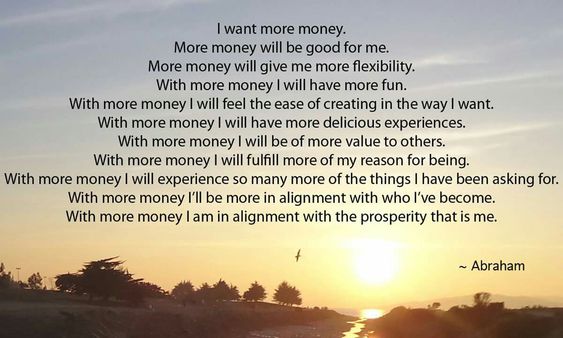 I want more money.
More money will be good for me.
More money will give me more flexibility.
With more money I will have more fun.
With more money I will feel the ease of creating in the way I want.
With more money I will have more delicious experiences.
With more money I will be of more value to others.
With more money I will fulfill more of my reason for being.
With more money I will experience so many more of the things I have been asking for.
With more money I’ll be more in alignment with who I’ve become.
With more money I am in alignment with the prosperity that is me.
~ Abraham